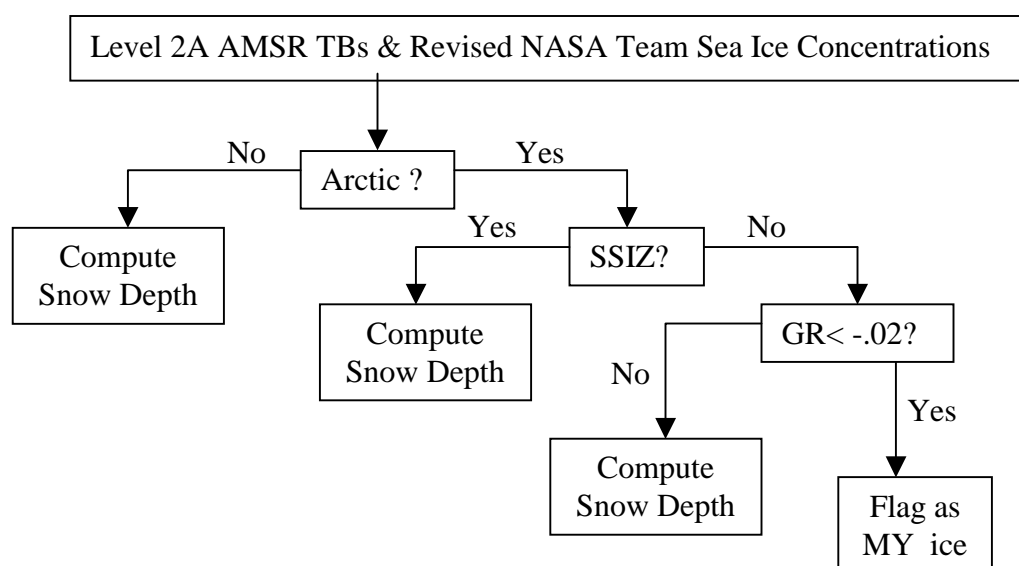 Level 2A AMSR TBs & Revised NASA Team Sea Ice Concentrations
No
Yes
Arctic ?
Compute
Snow Depth
Yes
No
SSIZ?
Compute
Snow Depth
GR< -.02?
No
Yes
Compute
Snow Depth
Flag as
MY ice